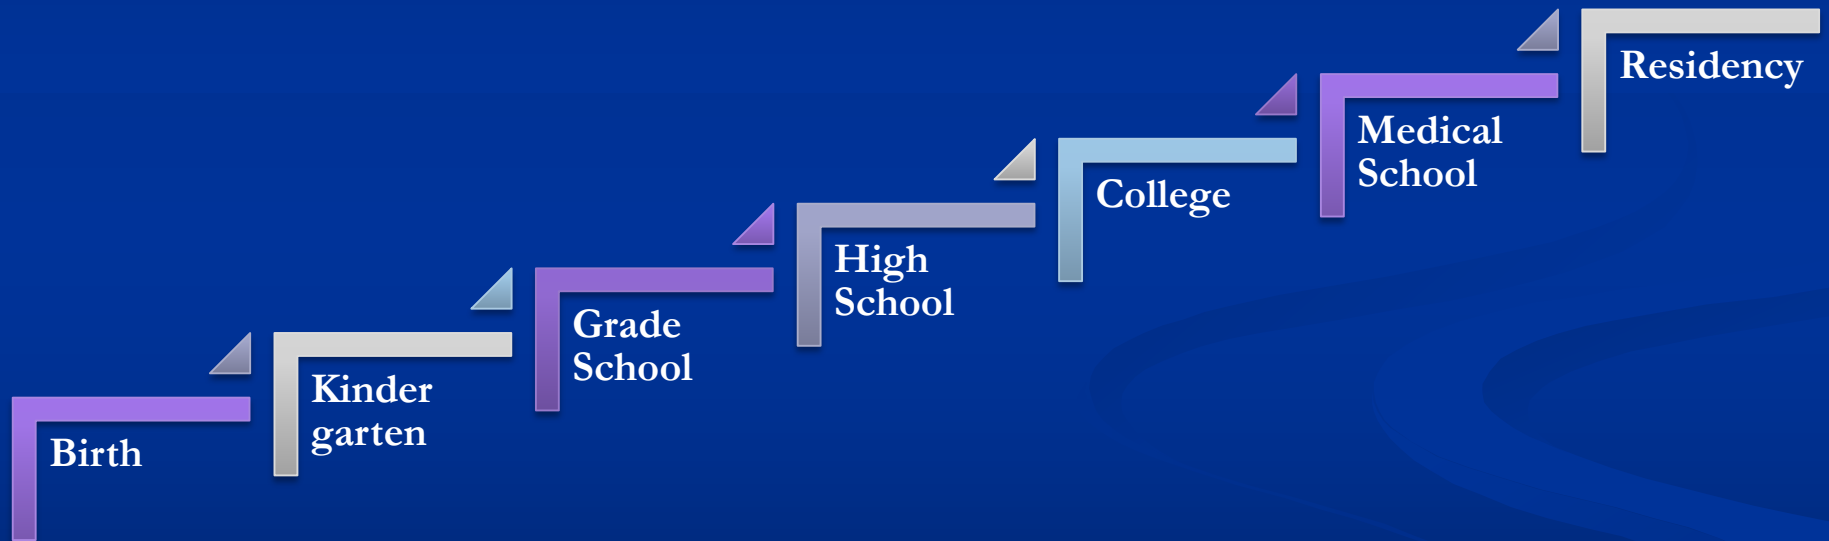 Birth
Kinder
garten
Grade
School
High
School
College
Medical
School
Residency